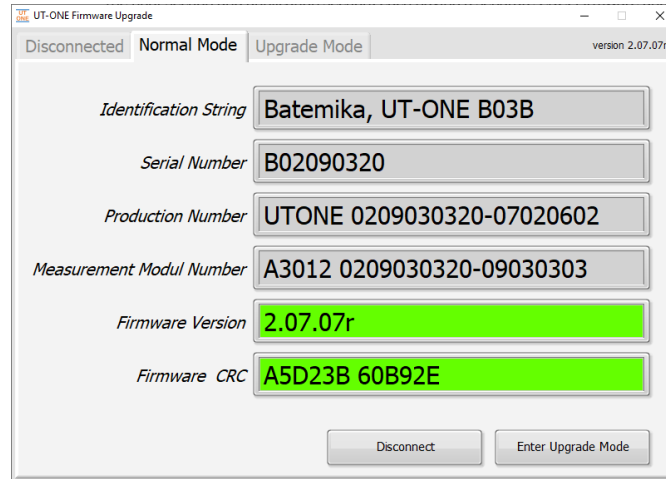 UT ONE UT-ONE Firmware Upgrade
Disconnected Normal Mode Upgrade Mode version 2.07.07r
Identification String Batemika, UT-ONE B03B
Serial Number B02090320
Production Number UTONE 0209030320-07020602
Measurement Modul Number A3012 0209030320-09030303
Firmware Version 2.07.07r
Firmware CRC A5D23B 60B92E
Disconnect Enter Upgrade Mode